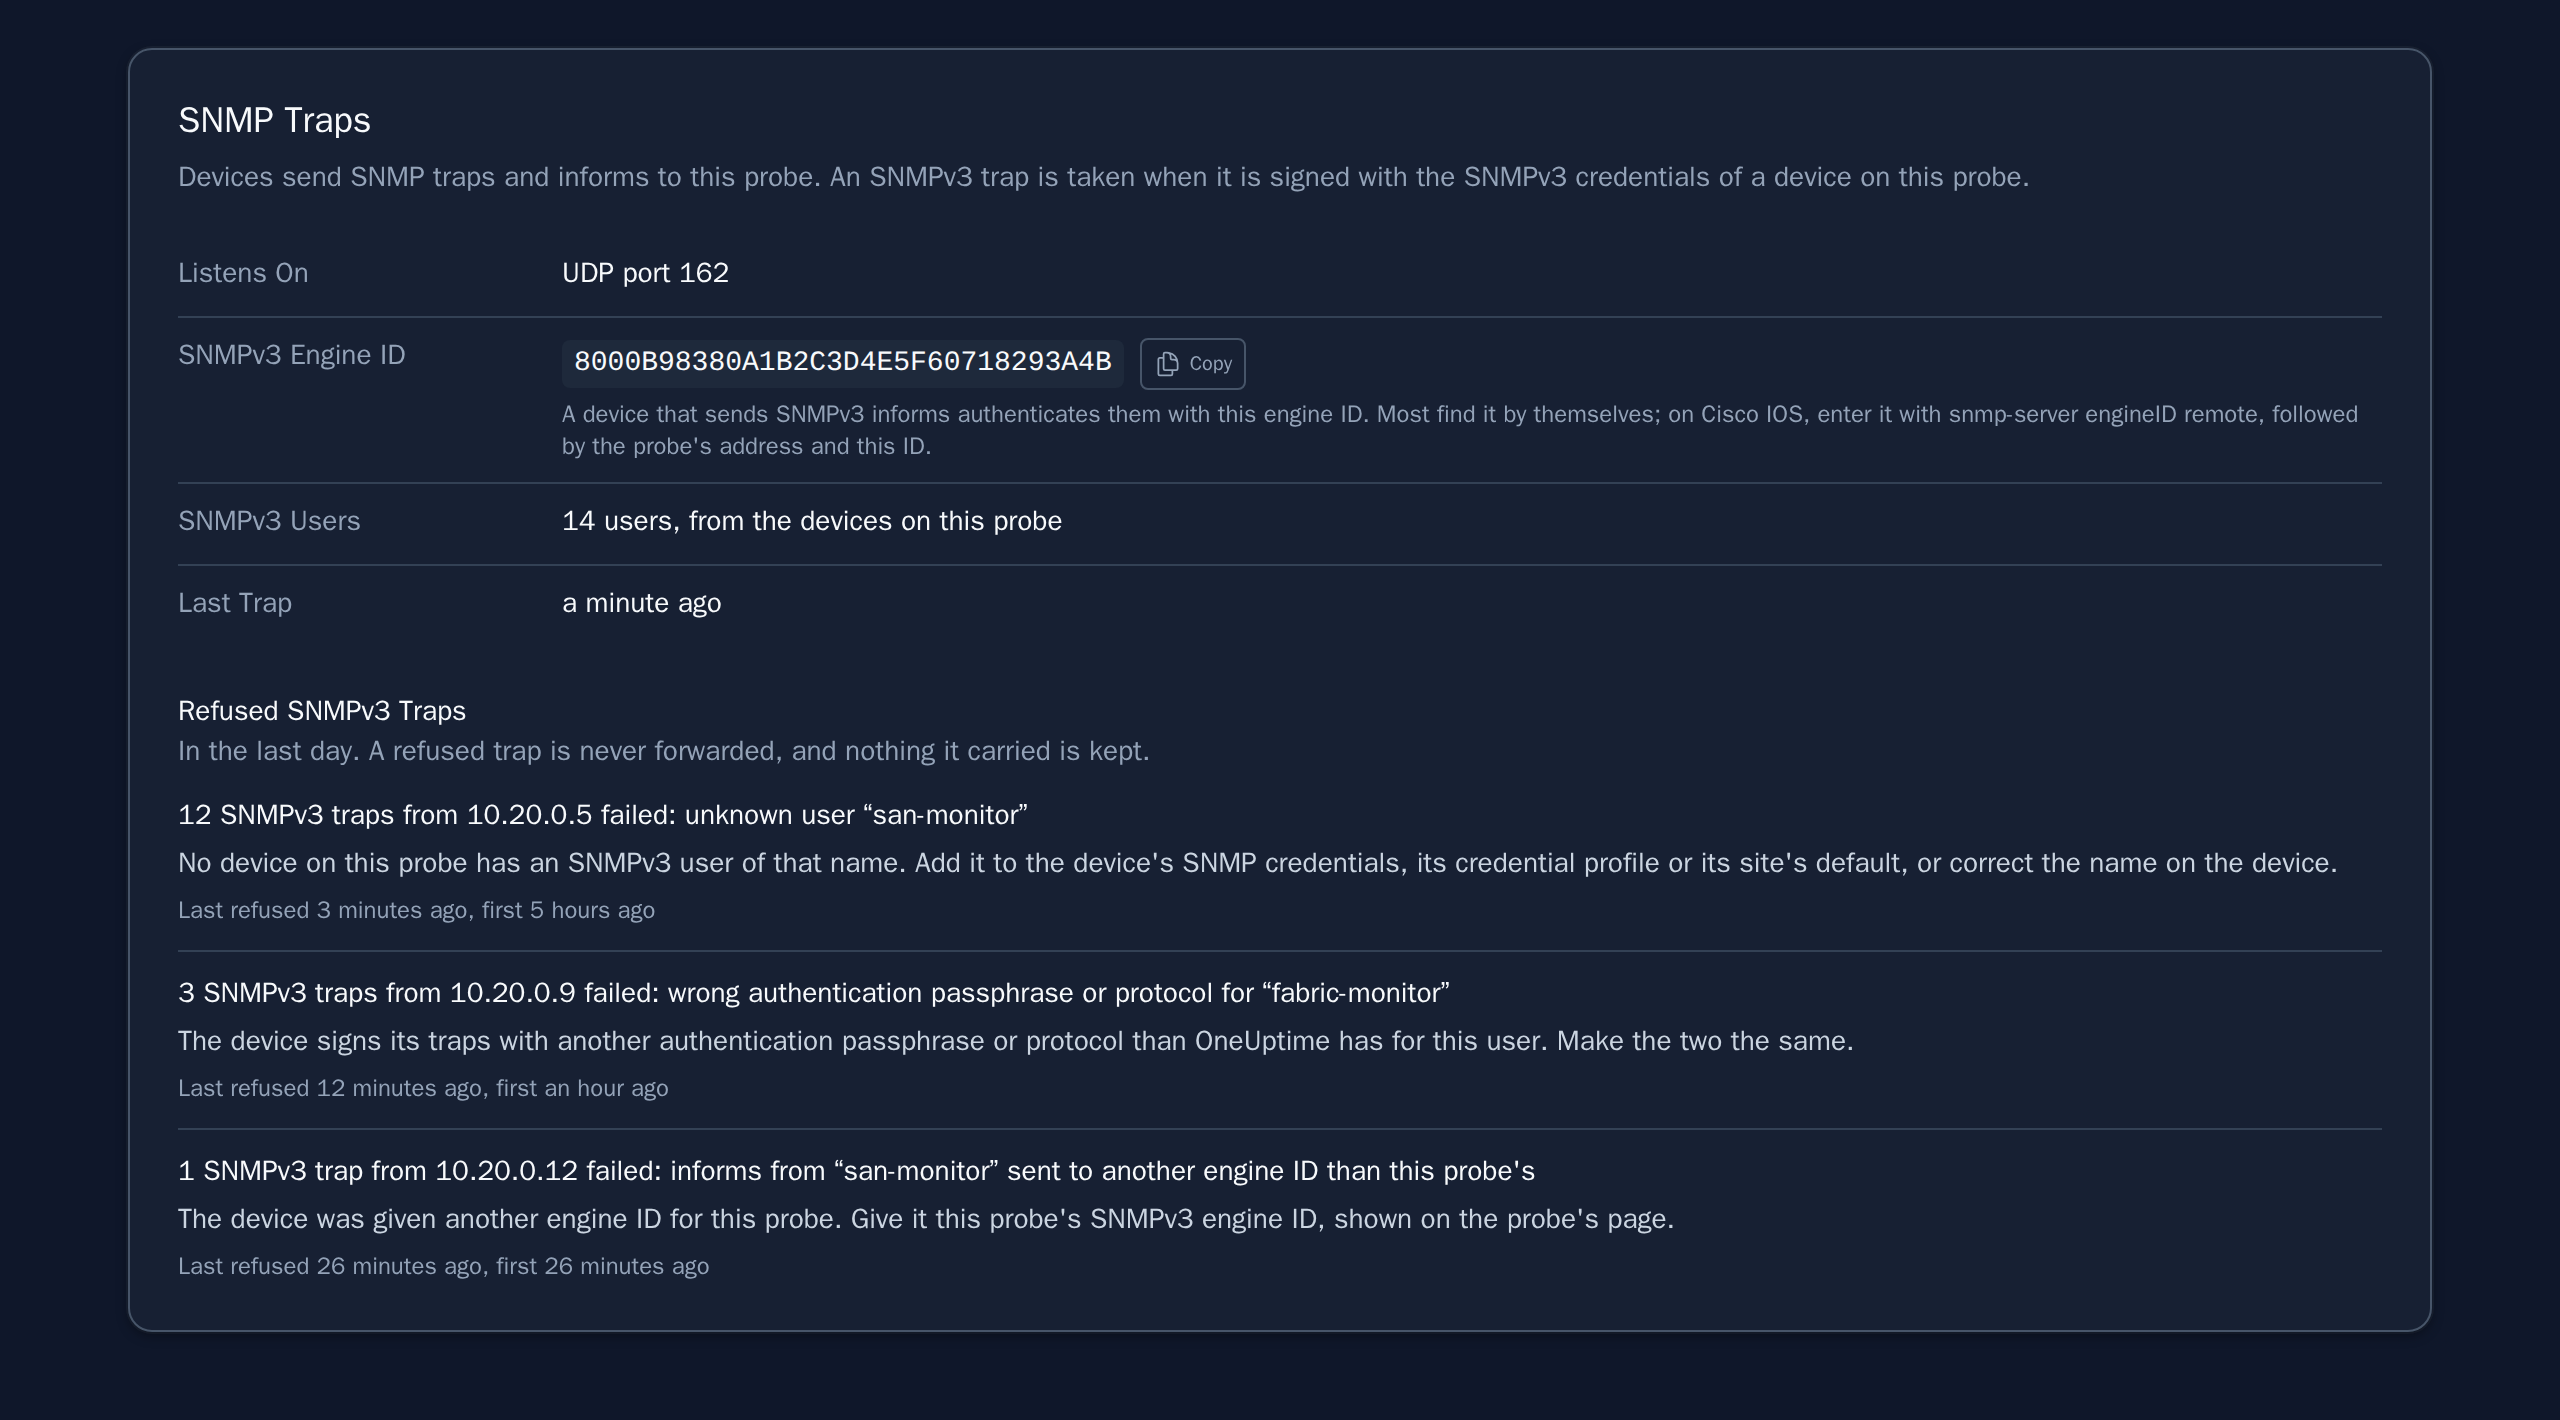 SNMP Traps
Devices send SNMP traps and informs to this probe. An SNMPv3 trap is taken when it is signed with the SNMPv3 credentials of a device on this probe.
Listens On
UDP port 162
SNMPv3 Engine ID
8000B98380A1B2C3D4E5F60718293A4B
Copy
A device that sends SNMPv3 informs authenticates them with this engine ID. Most find it by themselves; on Cisco IOS, enter it with snmp-server engineID remote, followed
by the probe's address and this ID.
SNMPv3 Users
14 users, from the devices on this probe
Last Trap
a minute ago
Refused SNMPv3 Traps
In the last day. A refused trap is never forwarded, and nothing it carried is kept.
12 SNMPv3 traps from 10.20.0.5 failed: unknown user “san-monitor”
No device on this probe has an SNMPv3 user of that name. Add it to the device's SNMP credentials, its credential profile or its site's default, or correct the name on the device.
Last refused 3 minutes ago, first 5 hours ago
3 SNMPv3 traps from 10.20.0.9 failed: wrong authentication passphrase or protocol for “fabric-monitor”
The device signs its traps with another authentication passphrase or protocol than OneUptime has for this user. Make the two the same.
Last refused 12 minutes ago, first an hour ago
1 SNMPv3 trap from 10.20.0.12 failed: informs from “san-monitor” sent to another engine ID than this probe's
The device was given another engine ID for this probe. Give it this probe's SNMPv3 engine ID, shown on the probe's page.
Last refused 26 minutes ago, first 26 minutes ago